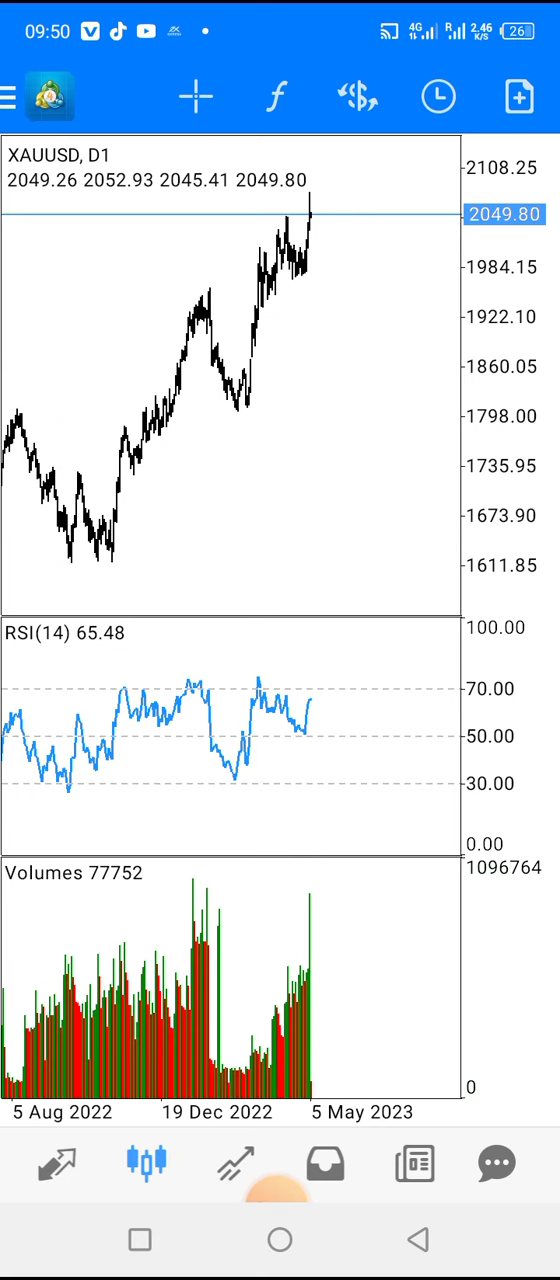 09:50 4G R 2.46 K/S 26
XAUUSD, D1
2049.26 2052.93 2045.41 2049.80
2108.25
2049.80
1984.15
1922.10
1860.05
1798.00
1735.95
1673.90
1611.85
RSI(14) 65.48
100.00
70.00
50.00
30.00
0.00
Volumes 77752
1096764
0
5 Aug 2022 19 Dec 2022 5 May 2023